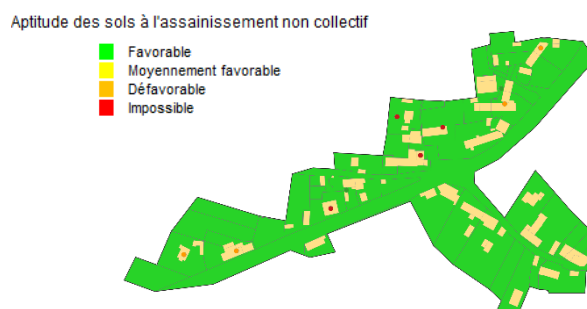 Aptitude des sols à l'assainissement non collectif
Favorable
Moyennement favorable
Défavorable
Impossible